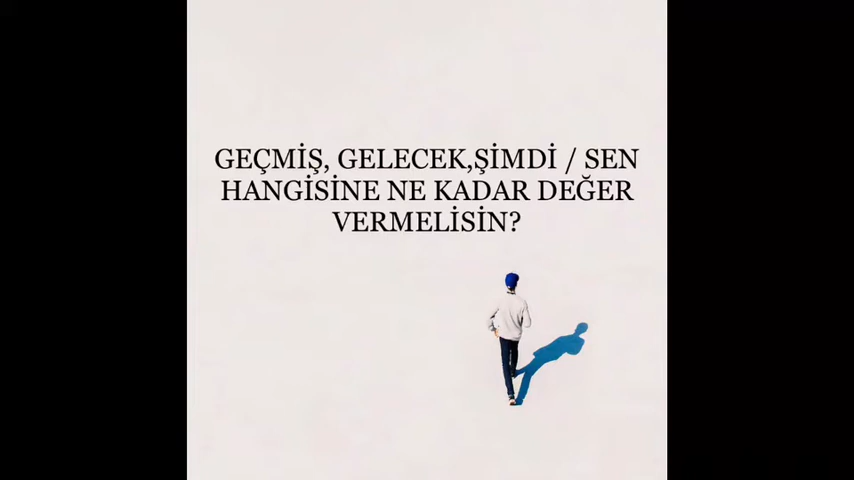 GEÇMİŞ, GELECEK,ŞİMDİ / SEN
HANGİSİNE NE KADAR DEĞER
VERMELİSİN?